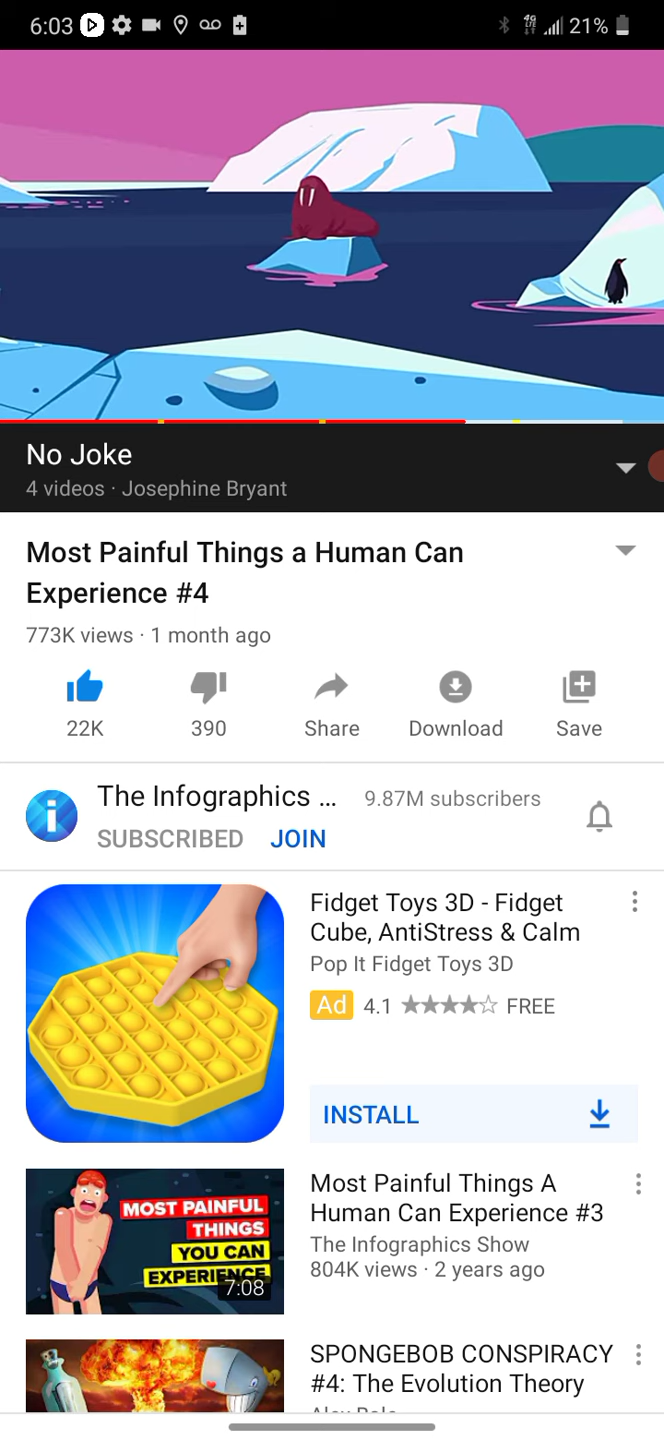 6:03
4G
LTE
21%
No Joke
4 videos · Josephine Bryant
Most Painful Things a Human Can
Experience #4
773K views · 1 month ago
22K
390
Share
Download
Save
The Infographics ...
9.87M subscribers
SUBSCRIBED
JOIN
Fidget Toys 3D - Fidget
Cube, AntiStress & Calm
Pop It Fidget Toys 3D
Ad 4.1 FREE
INSTALL
MOST PAINFUL
THINGS
YOU CAN
EXPERIENCE
7:08
Most Painful Things A
Human Can Experience #3
The Infographics Show
804K views · 2 years ago
SPONGEBOB CONSPIRACY
#4: The Evolution Theory